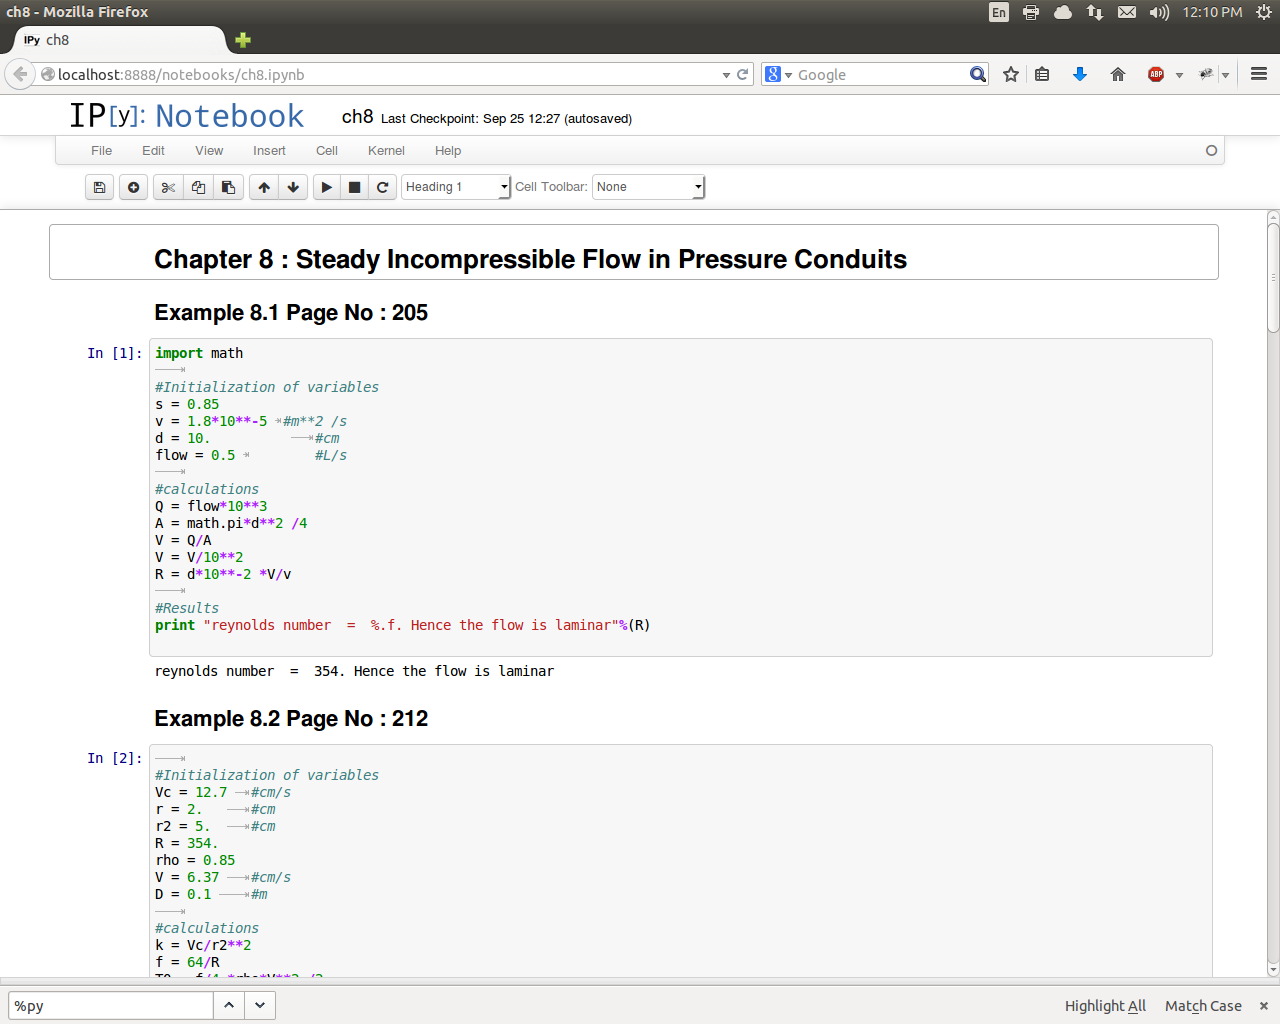 ch8 - Mozilla Firefox
En
12:10 PM
IPy ch8
localhost:8888/notebooks/ch8.ipynb
Google
ABP
IP[y]: Notebook
ch8 Last Checkpoint: Sep 25 12:27 (autosaved)
File Edit View Insert Cell Kernel Help
Heading 1
Cell Toolbar: None
Chapter 8 : Steady Incompressible Flow in Pressure Conduits
Example 8.1 Page No : 205
In [1]: import math
#Initialization of variables
s = 0.85
v = 1.8*10**-5 #m**2 /s
d = 10. #cm
flow = 0.5 #L/s
#calculations
Q = flow*10**3
A = math.pi*d**2 /4
V = Q/A
V = V/10**2
R = d*10**-2 *V/v
#Results
print "reynolds number  =  %.f. Hence the flow is laminar"%(R)
reynolds number  =  354. Hence the flow is laminar
Example 8.2 Page No : 212
In [2]:
#Initialization of variables
Vc = 12.7 #cm/s
r = 2. #cm
r2 = 5. #cm
R = 354.
rho = 0.85
V = 6.37 #cm/s
D = 0.1 #m
#calculations
k = Vc/r2**2
f = 64/R
%py
Highlight All Match Case